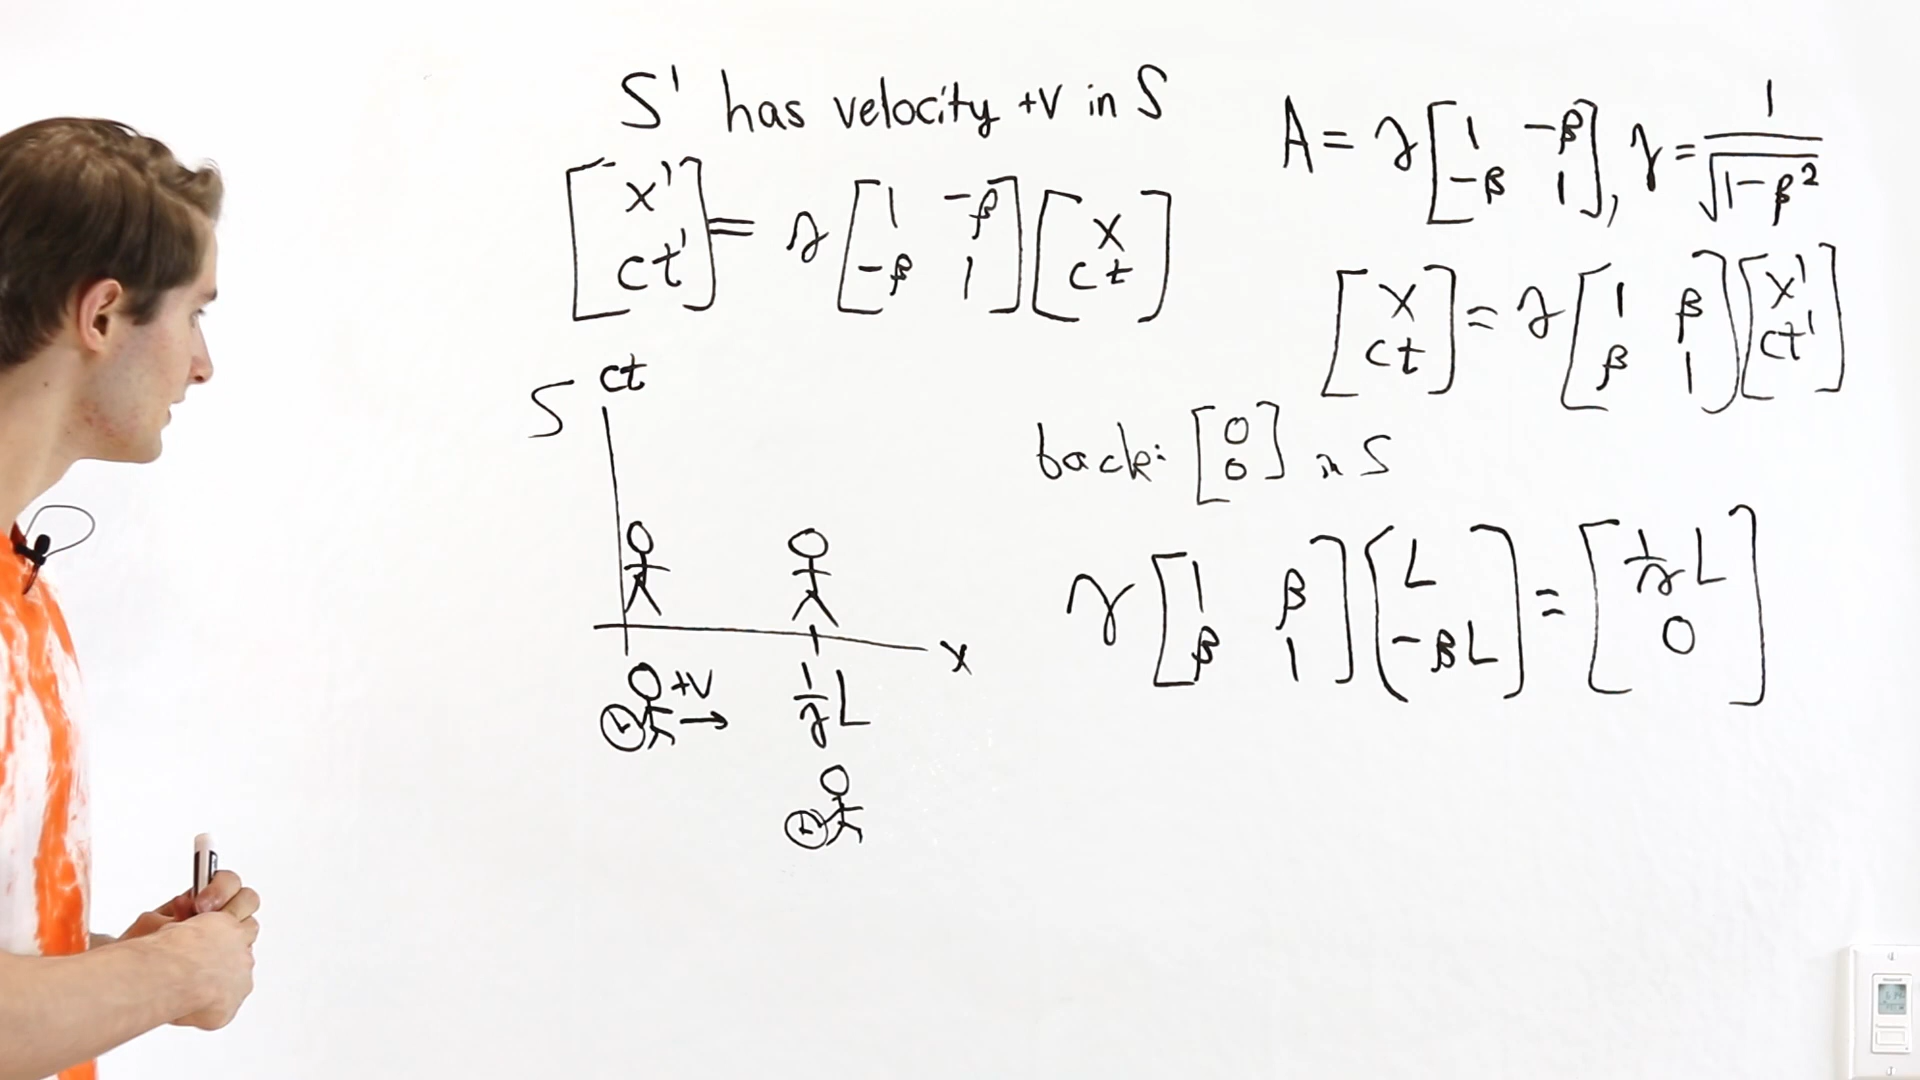 S' has velocity +v in S
[x' ct'] = γ [1 -β -β 1] [x ct]
A = γ [1 -β -β 1], γ = 1/√(1-β²)
[x ct] = γ [1 β β 1] [x' ct']
S ct
back: [0 0] in S
γ [1 β β 1] [L -βL] = [1/γ L 0]
x
+v
1/γ L